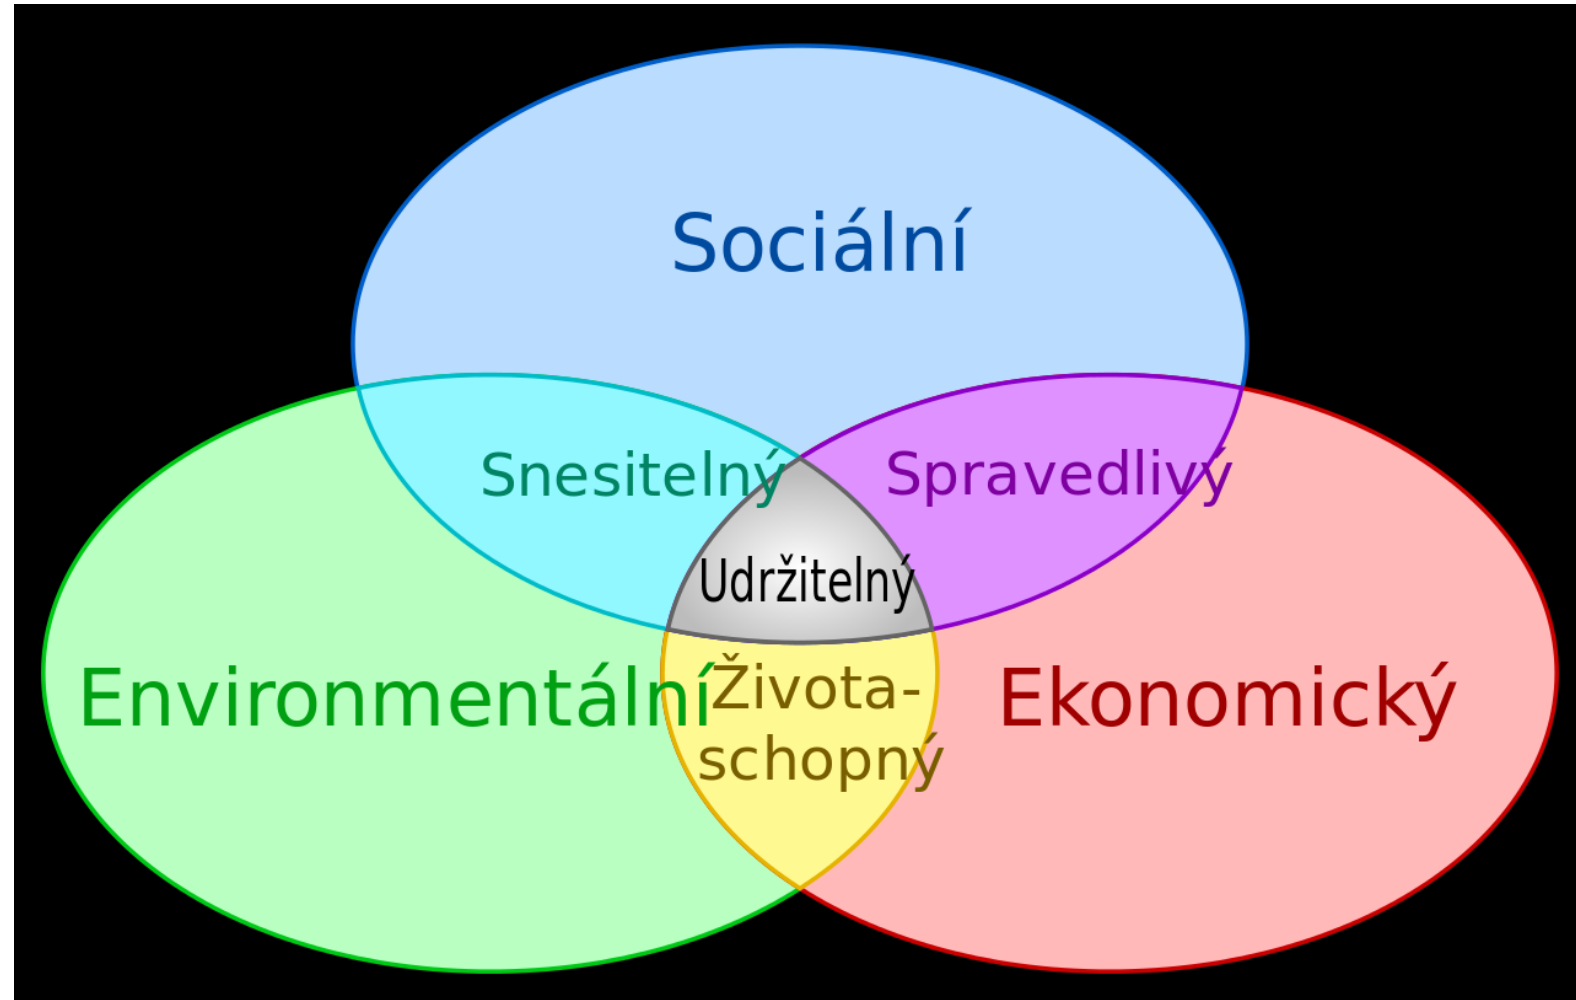 Sociální
Snesitelný
Spravedlivý
Udržitelný
Environmentální
Života-
schopný
Ekonomický